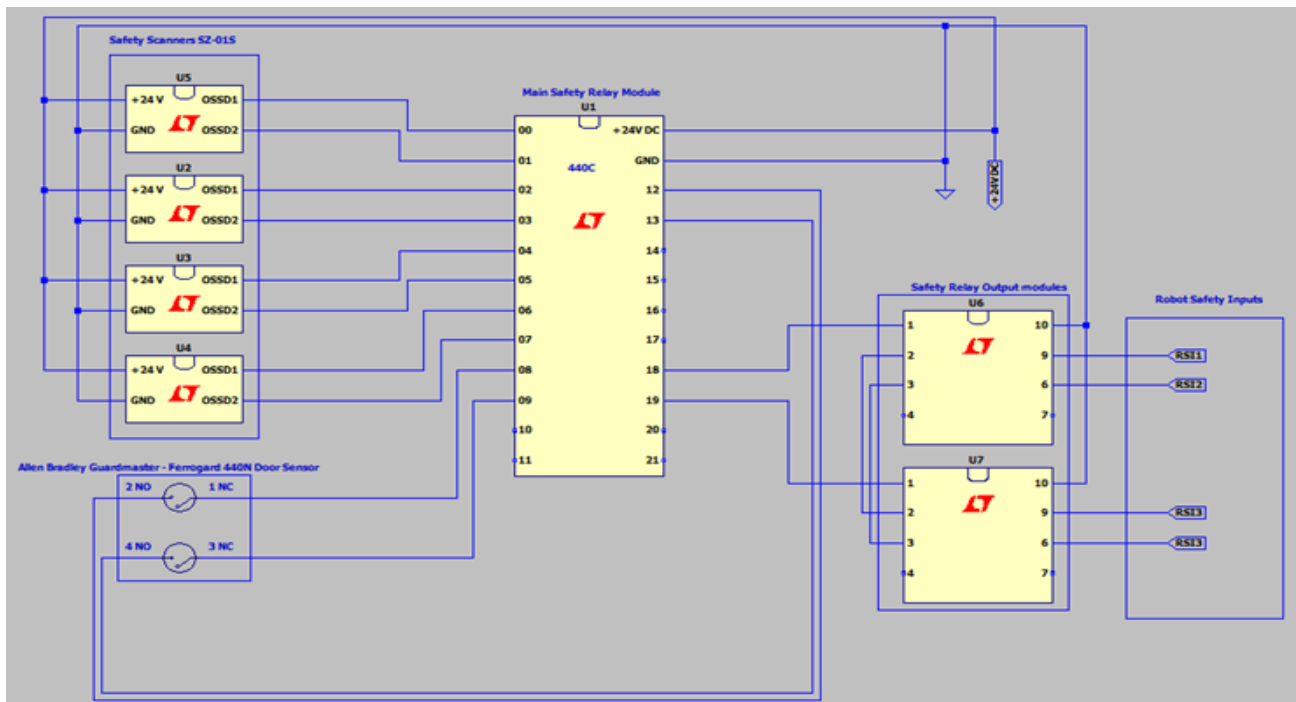 Safety Scanners SZ-01S
U5
+24 V OSSD1
GND OSSD2
U2
+24 V OSSD1
GND OSSD2
U3
+24 V OSSD1
GND OSSD2
U4
+24 V OSSD1
GND OSSD2
Allen Bradley Guardmaster - Ferrogard 440N Door Sensor
2 NO 1 NC
4 NO 3 NC
Main Safety Relay Module
U1
440C
00 +24V DC
01 GND
02 12
03 13
04 14
05 15
06 16
07 17
08 18
09 19
10 20
11 21
+24V DC
Safety Relay Output modules
U6
1 10
2 9
3 6
4 7
U7
1 10
2 9
3 6
4 7
Robot Safety Inputs
RSI1
RSI2
RSI3
RSI3